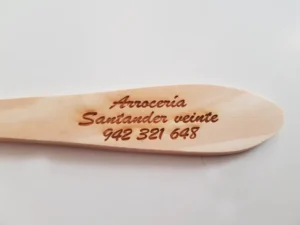 Arrocería
Santander veinte
942 321 648